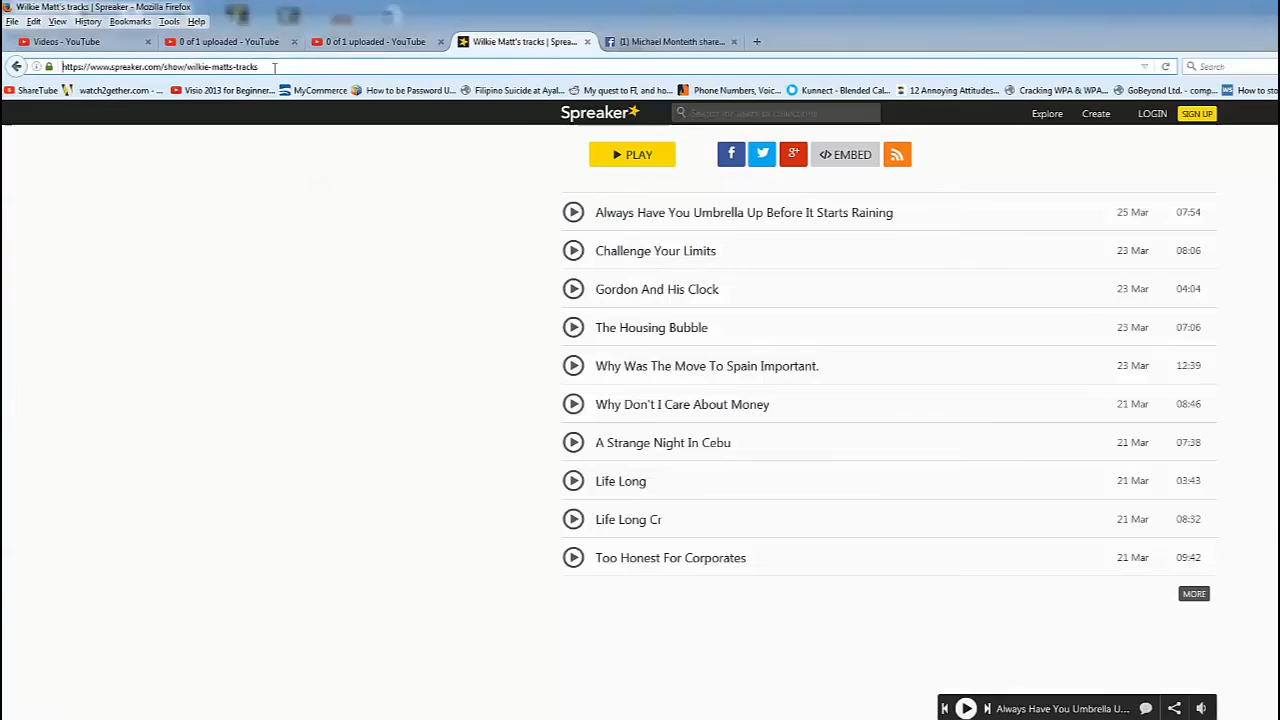 Wilkie Matt's tracks | Spreaker - Mozilla Firefox
File Edit View History Bookmarks Tools Help
Videos - YouTube × 0 of 1 uploaded - YouTube × 0 of 1 uploaded - YouTube × Wilkie Matt's tracks | Sprea... × (1) Michael Monteith share... × +
https://www.spreaker.com/show/wilkie-matts-tracks Search
ShareTube watch2gether.com - ... Visio 2013 for Beginner... MyCommerce How to be Password U... Filipino Suicide at Ayal... My quest to FI, and ho... Phone Numbers, Voic... Kunnect - Blended Cal... 12 Annoying Attitudes... Cracking WPA & WPA... GoBeyond Ltd. - comp... How to sto
Spreaker Search for users or collections Explore Create LOGIN SIGN UP
PLAY f g+ </> EMBED
Always Have You Umbrella Up Before It Starts Raining 25 Mar 07:54
Challenge Your Limits 23 Mar 08:06
Gordon And His Clock 23 Mar 04:04
The Housing Bubble 23 Mar 07:06
Why Was The Move To Spain Important. 23 Mar 12:39
Why Don't I Care About Money 21 Mar 08:46
A Strange Night In Cebu 21 Mar 07:38
Life Long 21 Mar 03:43
Life Long Cr 21 Mar 08:32
Too Honest For Corporates 21 Mar 09:42
MORE
Always Have You Umbrella U...